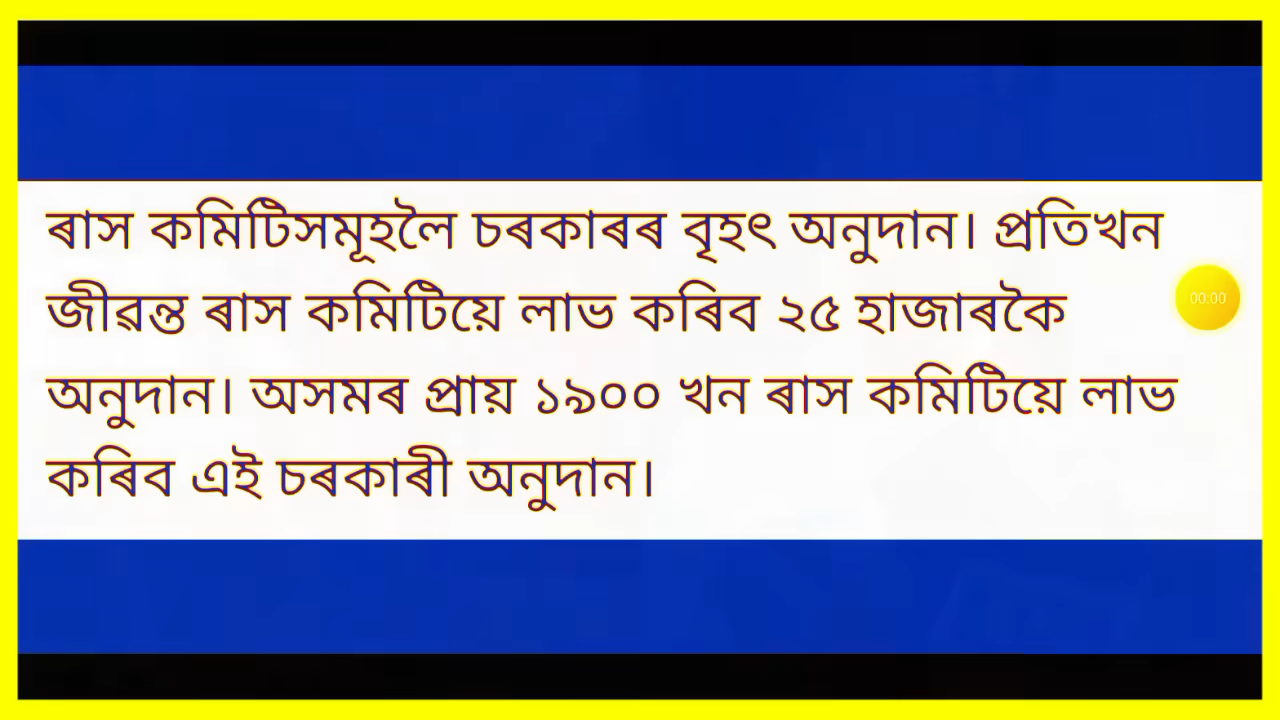 ৰাস কমিটিসমূহলৈ চৰকাৰৰ বৃহৎ অনুদান। প্ৰতিখন
জীৱন্ত ৰাস কমিটিয়ে লাভ কৰিব ২৫ হাজাৰকৈ
00:00
অনুদান। অসমৰ প্ৰায় ১৯০০ খন ৰাস কমিটিয়ে লাভ
কৰিব এই চৰকাৰী অনুদান।